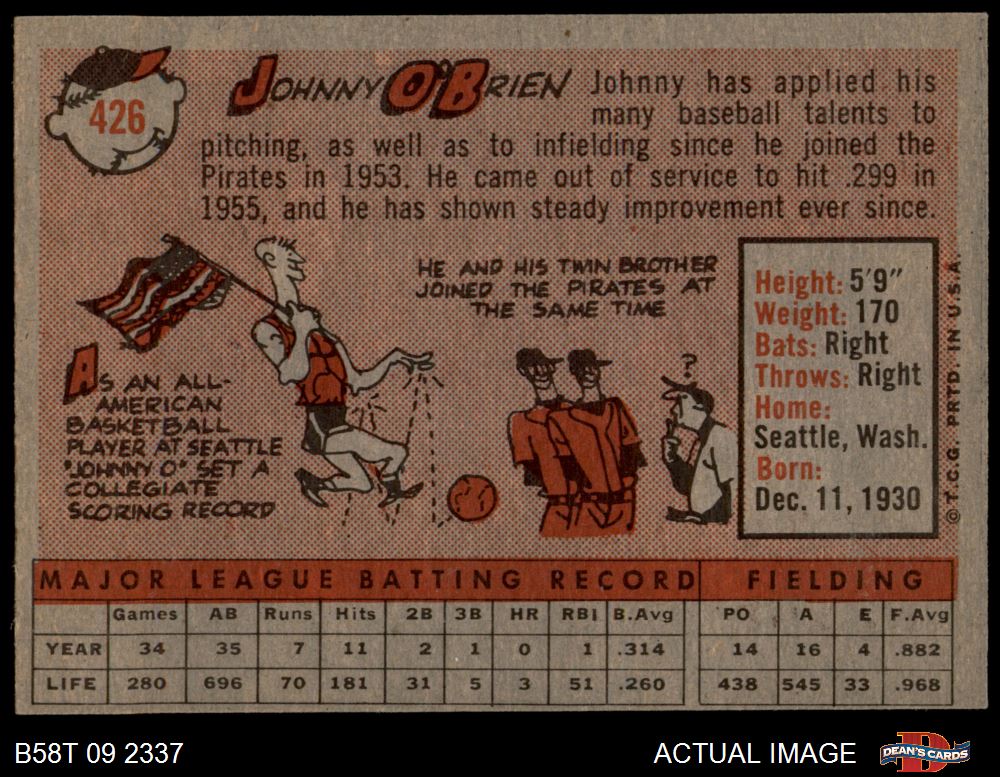 426
JOHNNY O'BRIEN
Johnny has applied his
many baseball talents to
pitching, as well as to infielding since he joined the
Pirates in 1953. He came out of service to hit .299 in
1955, and he has shown steady improvement ever since.
HE AND HIS TWIN BROTHER
JOINED THE PIRATES AT
THE SAME TIME
?
AS AN ALL-
AMERICAN
BASKETBALL
PLAYER AT SEATTLE
"JOHNNY O" SET A
COLLEGIATE
SCORING RECORD
Height: 5'9"
Weight: 170
Bats: Right
Throws: Right
Home:
Seattle, Wash.
Born:
Dec. 11, 1930
© T.C.G. PRTD. IN U.S.A.
MAJOR LEAGUE BATTING RECORD FIELDING
Games AB Runs Hits 2B 3B HR RBI B.Avg PO A E F.Avg
YEAR 34 35 7 11 2 1 0 1 .314 14 16 4 .882
LIFE 280 696 70 181 31 5 3 51 .260 438 545 33 .968
B58T 09 2337
ACTUAL IMAGE
D
DEAN'S CARDS